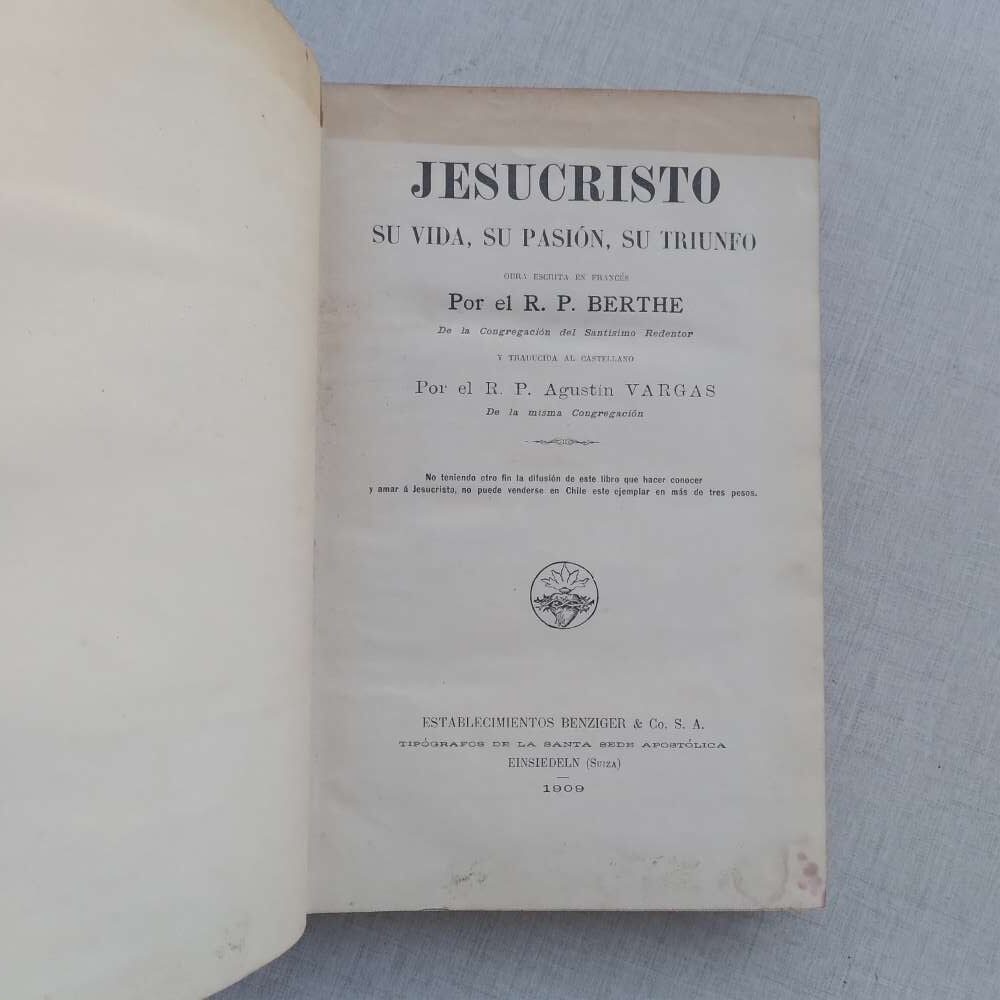 JESUCRISTO
SU VIDA, SU PASIÓN, SU TRIUNFO
OBRA ESCRITA EN FRANCÉS
Por el R. P. BERTHE
De la Congregación del Santísimo Redentor
Y TRADUCIDA AL CASTELLANO
Por el R. P. Agustín VARGAS
De la misma Congregación
No teniendo otro fin la difusión de este libro que hacer conocer
y amar á Jesucristo, no puede venderse en Chile este ejemplar en más de tres pesos.
ESTABLECIMIENTOS BENZIGER & Co. S. A.
TIPÓGRAFOS DE LA SANTA SEDE APOSTÓLICA
EINSIEDELN (SUIZA)
1909